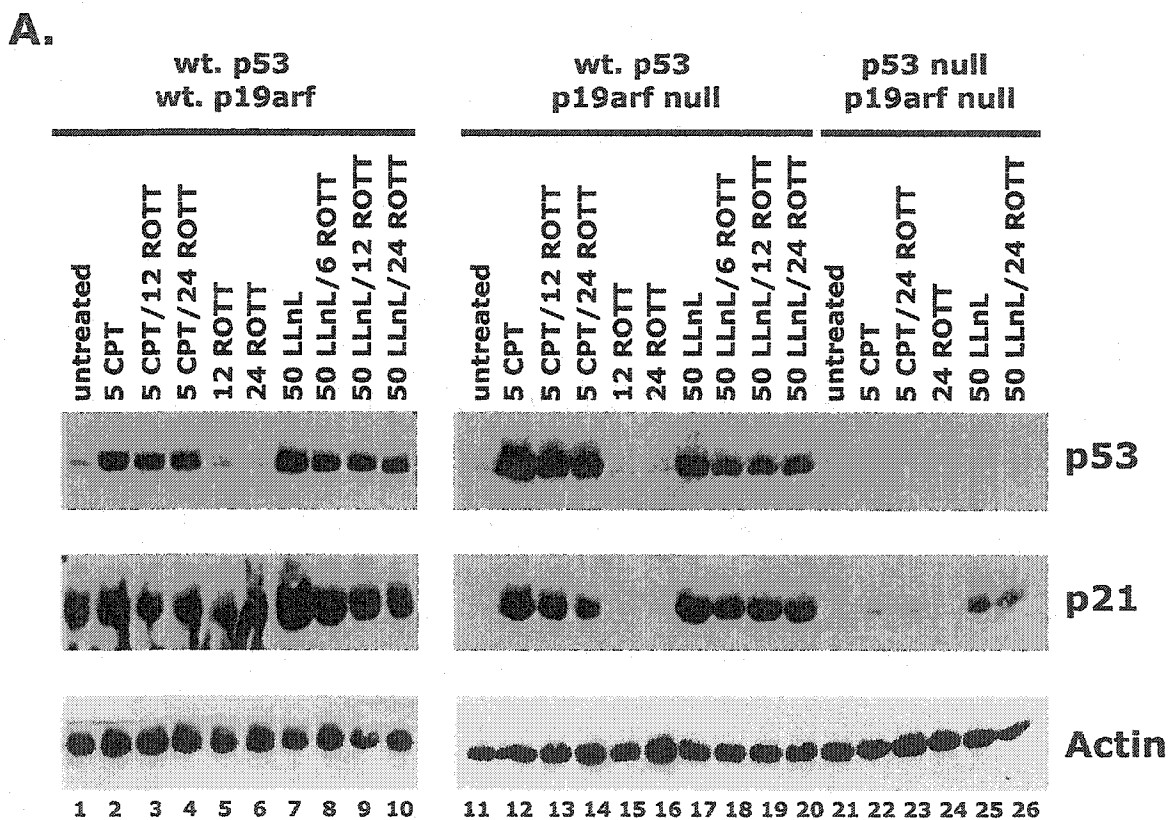 A.
wt. p53
wt. p19arf
wt. p53
p19arf null
p53 null
p19arf null
untreated
5 CPT
5 CPT/12 ROTT
5 CPT/24 ROTT
12 ROTT
24 ROTT
50 LLnL
50 LLnL/6 ROTT
50 LLnL/12 ROTT
50 LLnL/24 ROTT
untreated
5 CPT
5 CPT/12 ROTT
5 CPT/24 ROTT
12 ROTT
24 ROTT
50 LLnL
50 LLnL/6 ROTT
50 LLnL/12 ROTT
50 LLnL/24 ROTT
untreated
5 CPT
5 CPT/24 ROTT
24 ROTT
50 LLnL
50 LLnL/24 ROTT
p53
p21
Actin
1 2 3 4 5 6 7 8 9 10 11 12 13 14 15 16 17 18 19 20 21 22 23 24 25 26